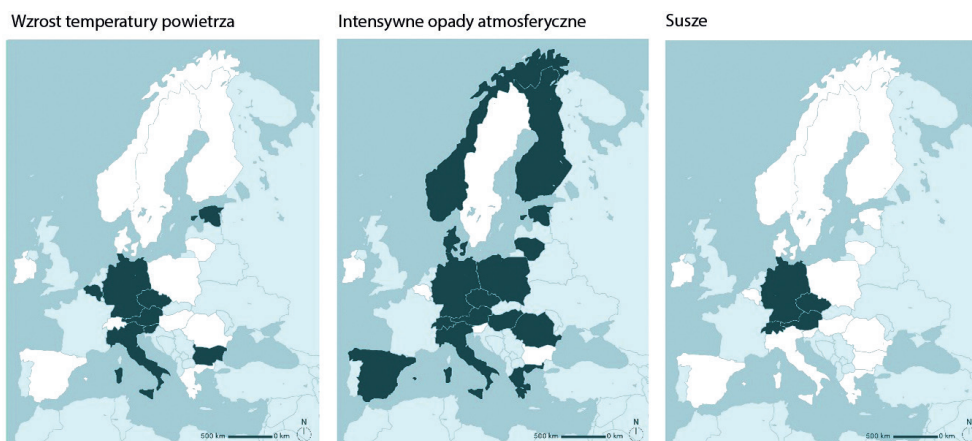 Wzrost temperatury powietrza
Intensywne opady atmosferyczne
Susze
N
500 km 0 km
N
500 km 0 km
N
500 km 0 km